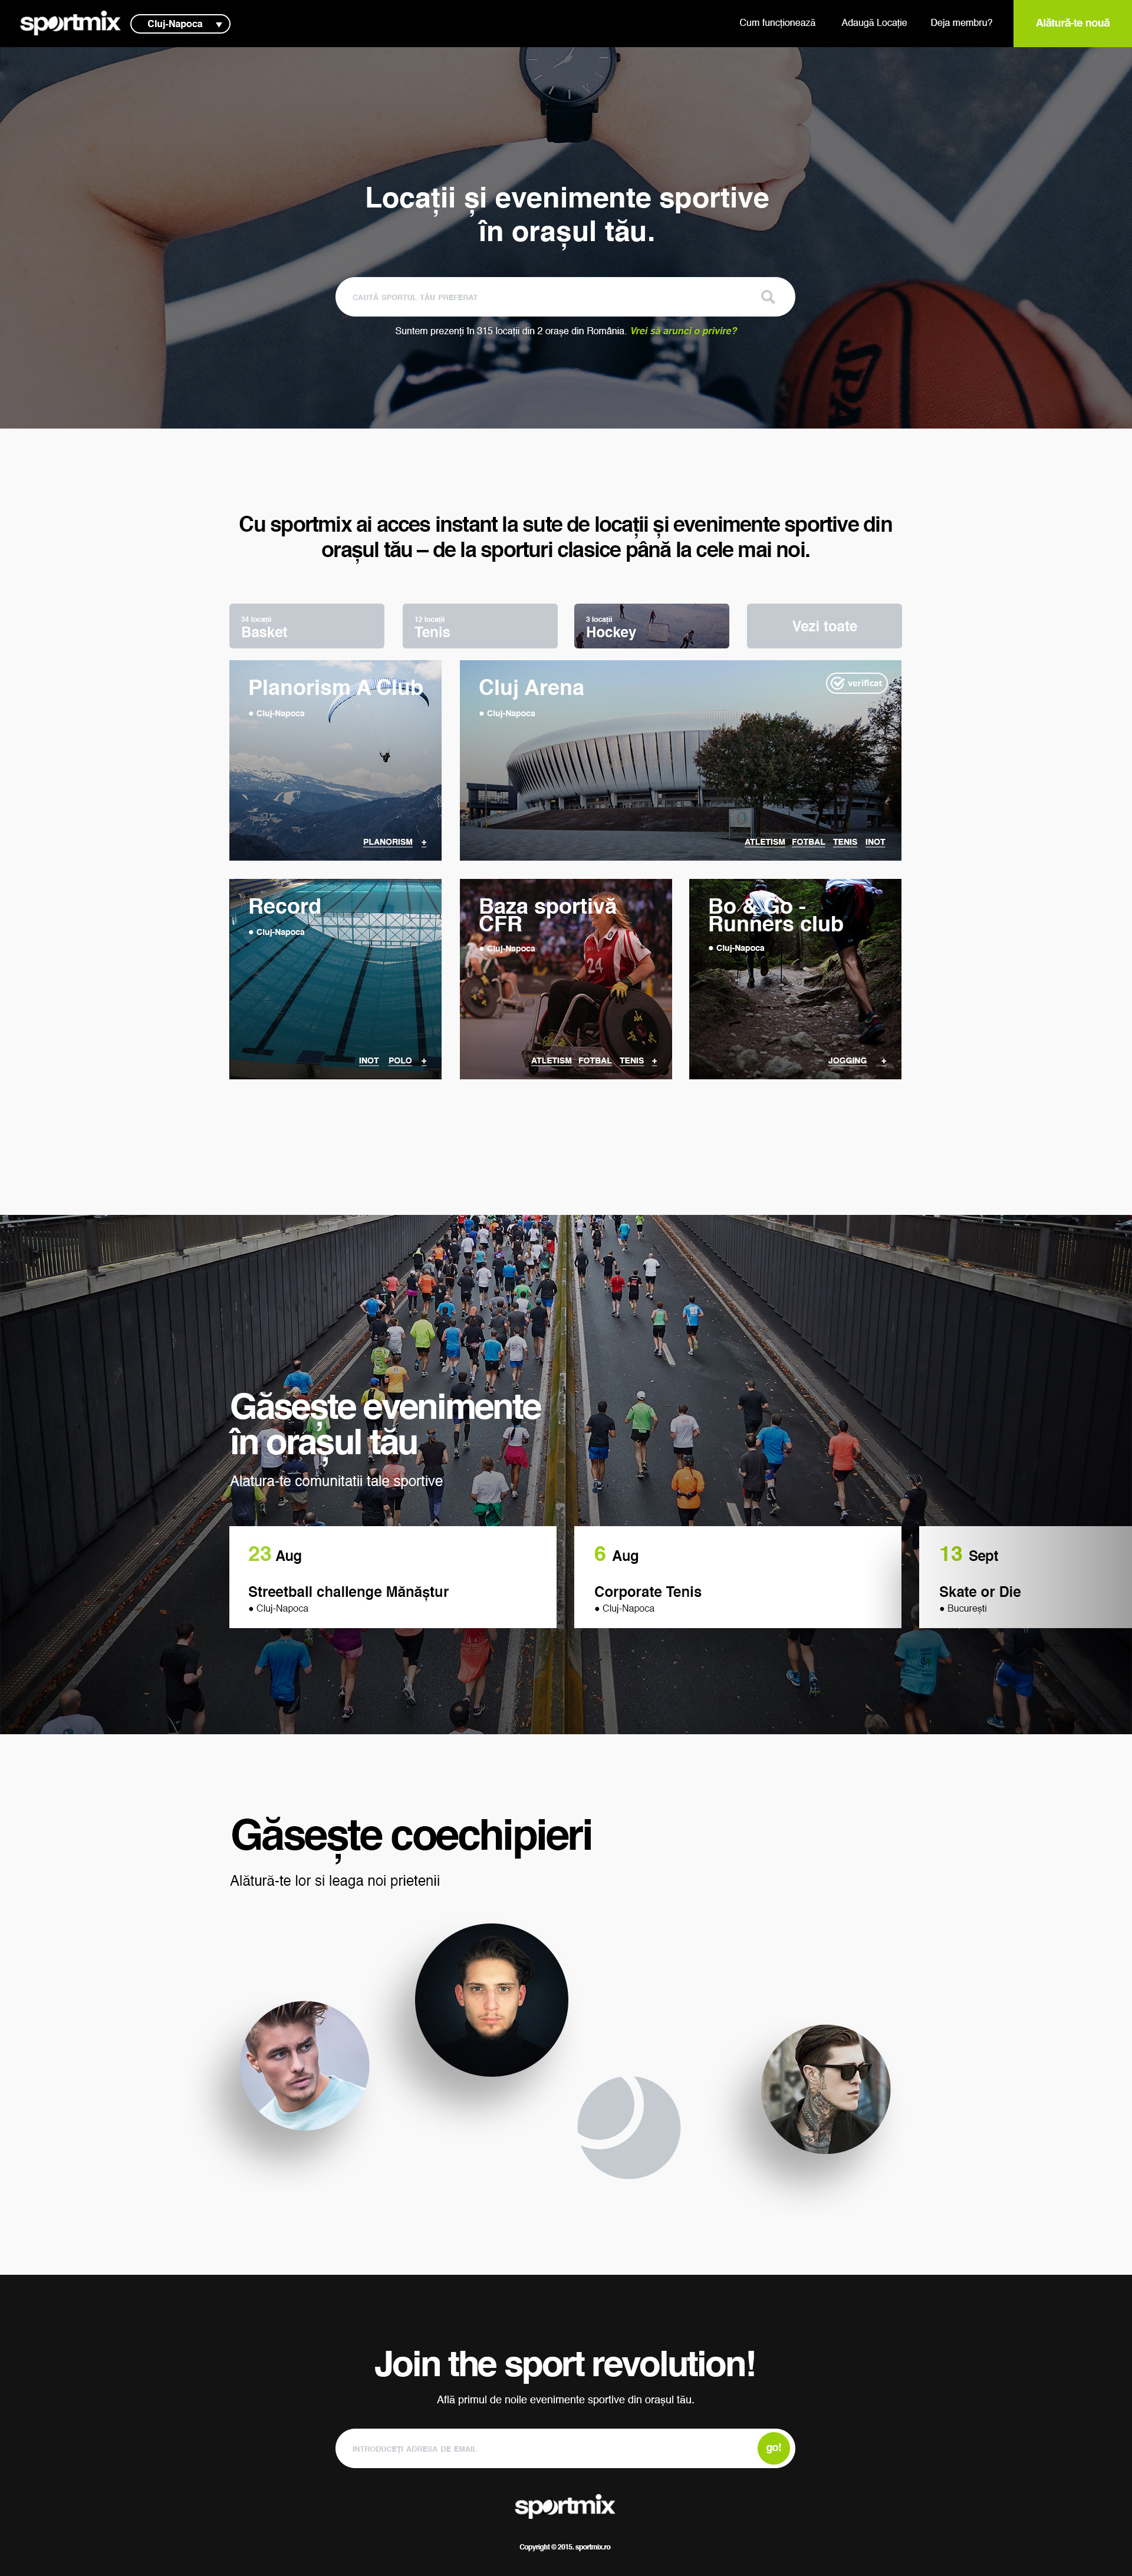 sportmix
Cluj-Napoca
Cum funcționează
Adaugă Locație
Deja membru?
Alătură-te nouă
Locații și evenimente sportive
în orașul tău.
CAUTĂ SPORTUL TĂU PREFERAT
Suntem prezenți în 315 locații din 2 orașe din România. Vrei să arunci o privire?
Cu sportmix ai acces instant la sute de locații și evenimente sportive din
orașul tău – de la sporturi clasice până la cele mai noi.
34 locații
Basket
12 locații
Tenis
3 locații
Hockey
Vezi toate
Planorism A Club
● Cluj-Napoca
PLANORISM +
Cluj Arena
● Cluj-Napoca
verificat
ATLETISM FOTBAL TENIS INOT
Record
● Cluj-Napoca
INOT POLO +
Baza sportivă
CFR
● Cluj-Napoca
24
ATLETISM FOTBAL TENIS +
Bo & Go -
Runners club
● Cluj-Napoca
JOGGING +
Găsește evenimente
în orașul tău
Alatura-te comunitatii tale sportive
23 Aug
Streetball challenge Mănăștur
● Cluj-Napoca
6 Aug
Corporate Tenis
● Cluj-Napoca
13 Sept
Skate or Die
● București
Găsește coechipieri
Alătură-te lor si leaga noi prietenii
Join the sport revolution!
Află primul de noile evenimente sportive din orașul tău.
INTRODUCEȚI ADRESA DE EMAIL
go!
sportmix
Copyright © 2015. sportmix.ro